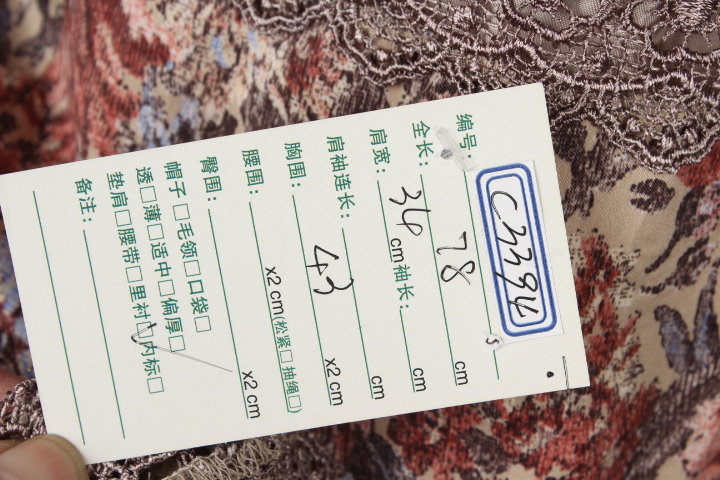 编号: C3394 S
全长: 78 cm
肩宽: 34 cm 袖长: cm
肩袖连长: cm
胸围: 43 x2 cm
腰围: x2 cm (松紧□ 抽绳□)
臀围: x2 cm
帽子□ 毛领□ 口袋□
透□ 薄□ 适中□ 偏厚□
垫肩□ 腰带□ 里衬□ 内标□
备注: